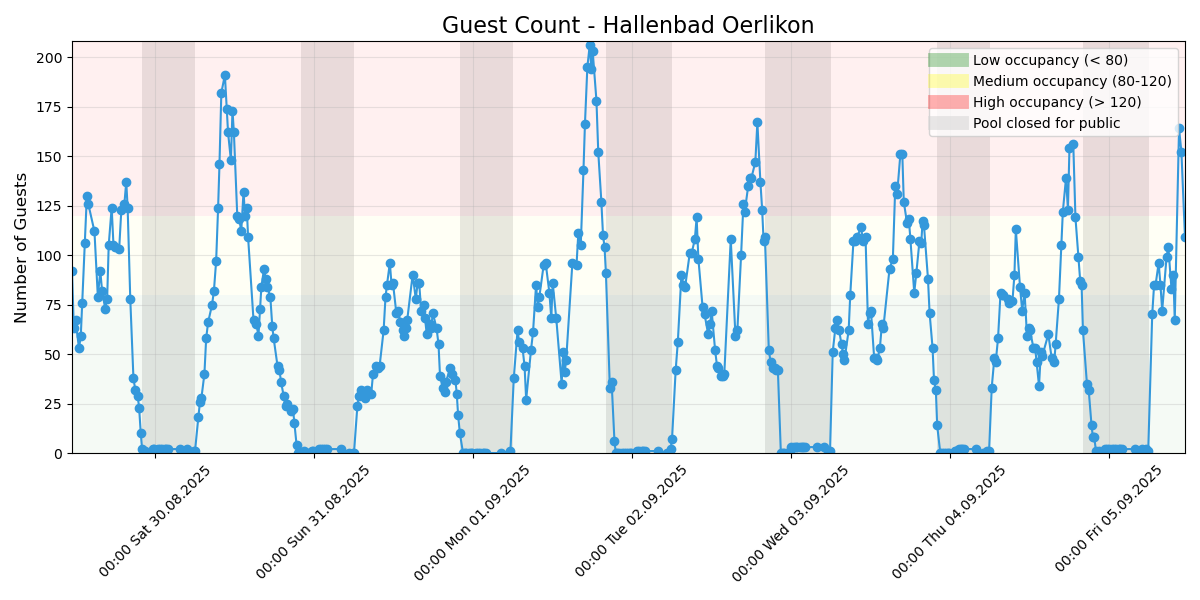 Guest Count - Hallenbad Oerlikon
Number of Guests
200
175
150
125
100
75
50
25
0
Low occupancy (< 80)
Medium occupancy (80-120)
High occupancy (> 120)
Pool closed for public
00:00 Sat 30.08.2025
00:00 Sun 31.08.2025
00:00 Mon 01.09.2025
00:00 Tue 02.09.2025
00:00 Wed 03.09.2025
00:00 Thu 04.09.2025
00:00 Fri 05.09.2025